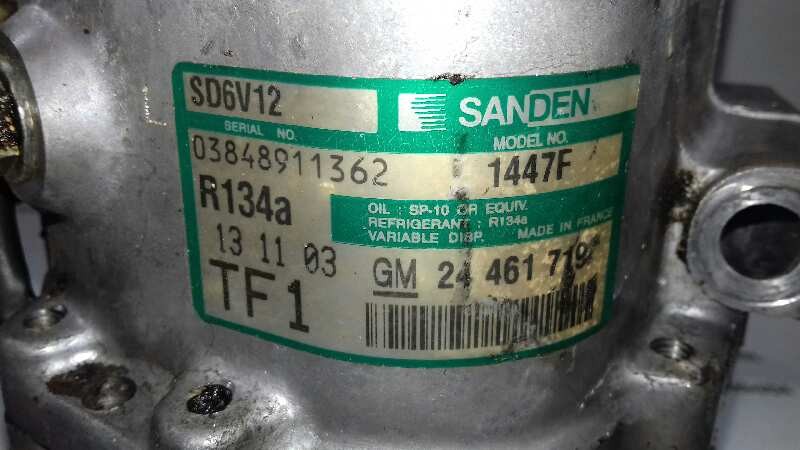 SD6V12
SANDEN
SERIAL NO.
MODEL NO.
03848911362
1447F
R134a
OIL : SP-10 OR EQUIV.
REFRIGERANT : R134a
VARIABLE DISP. MADE IN FRANCE
13 11 03
GM 24 461 719
TF1